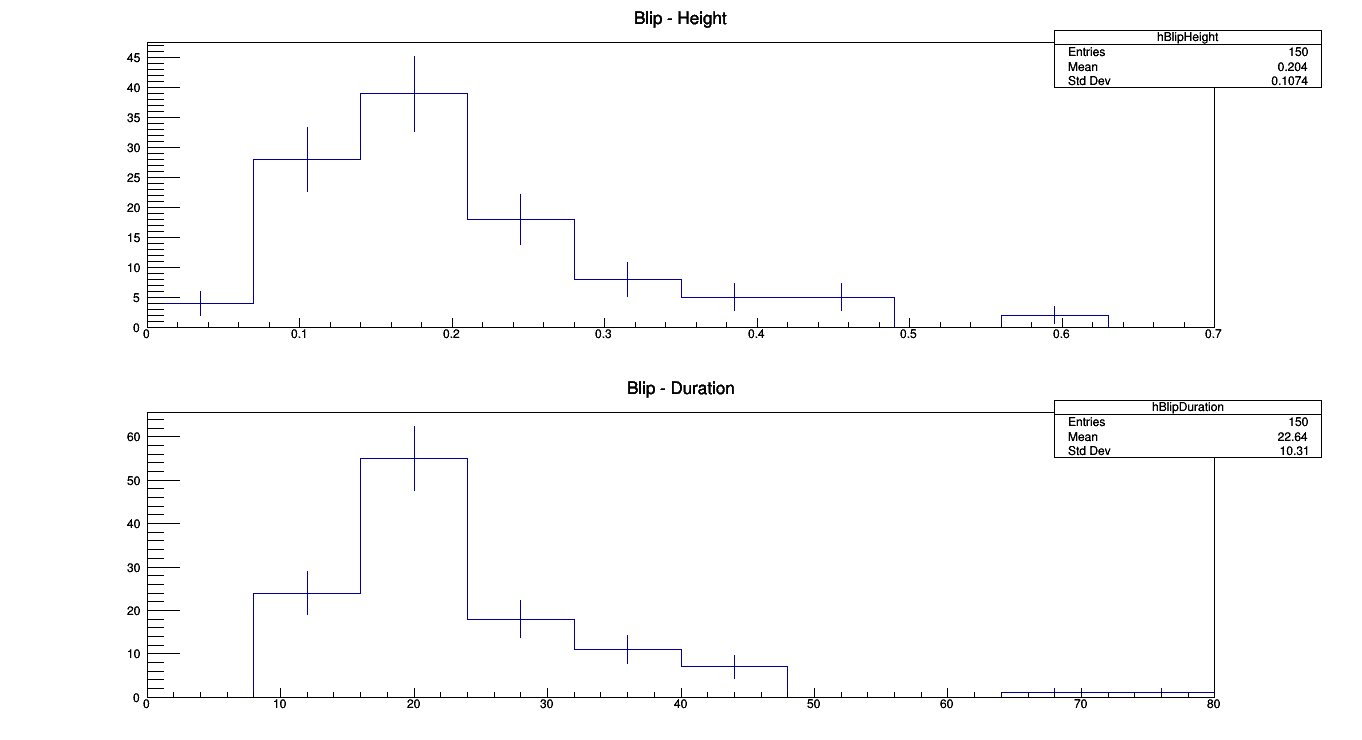 Blip - Height
hBlipHeight
Entries 150
Mean 0.204
Std Dev 0.1074
45
40
35
30
25
20
15
10
5
0
0 0.1 0.2 0.3 0.4 0.5 0.6 0.7
Blip - Duration
hBlipDuration
Entries 150
Mean 22.64
Std Dev 10.31
60
50
40
30
20
10
0
0 10 20 30 40 50 60 70 80